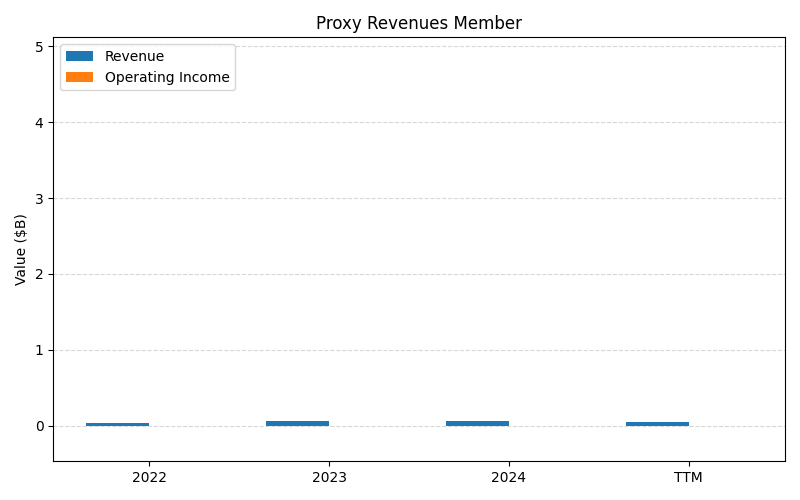 Proxy Revenues Member
Revenue
Operating Income
Value ($B)
5
4
3
2
1
0
2022 2023 2024 TTM